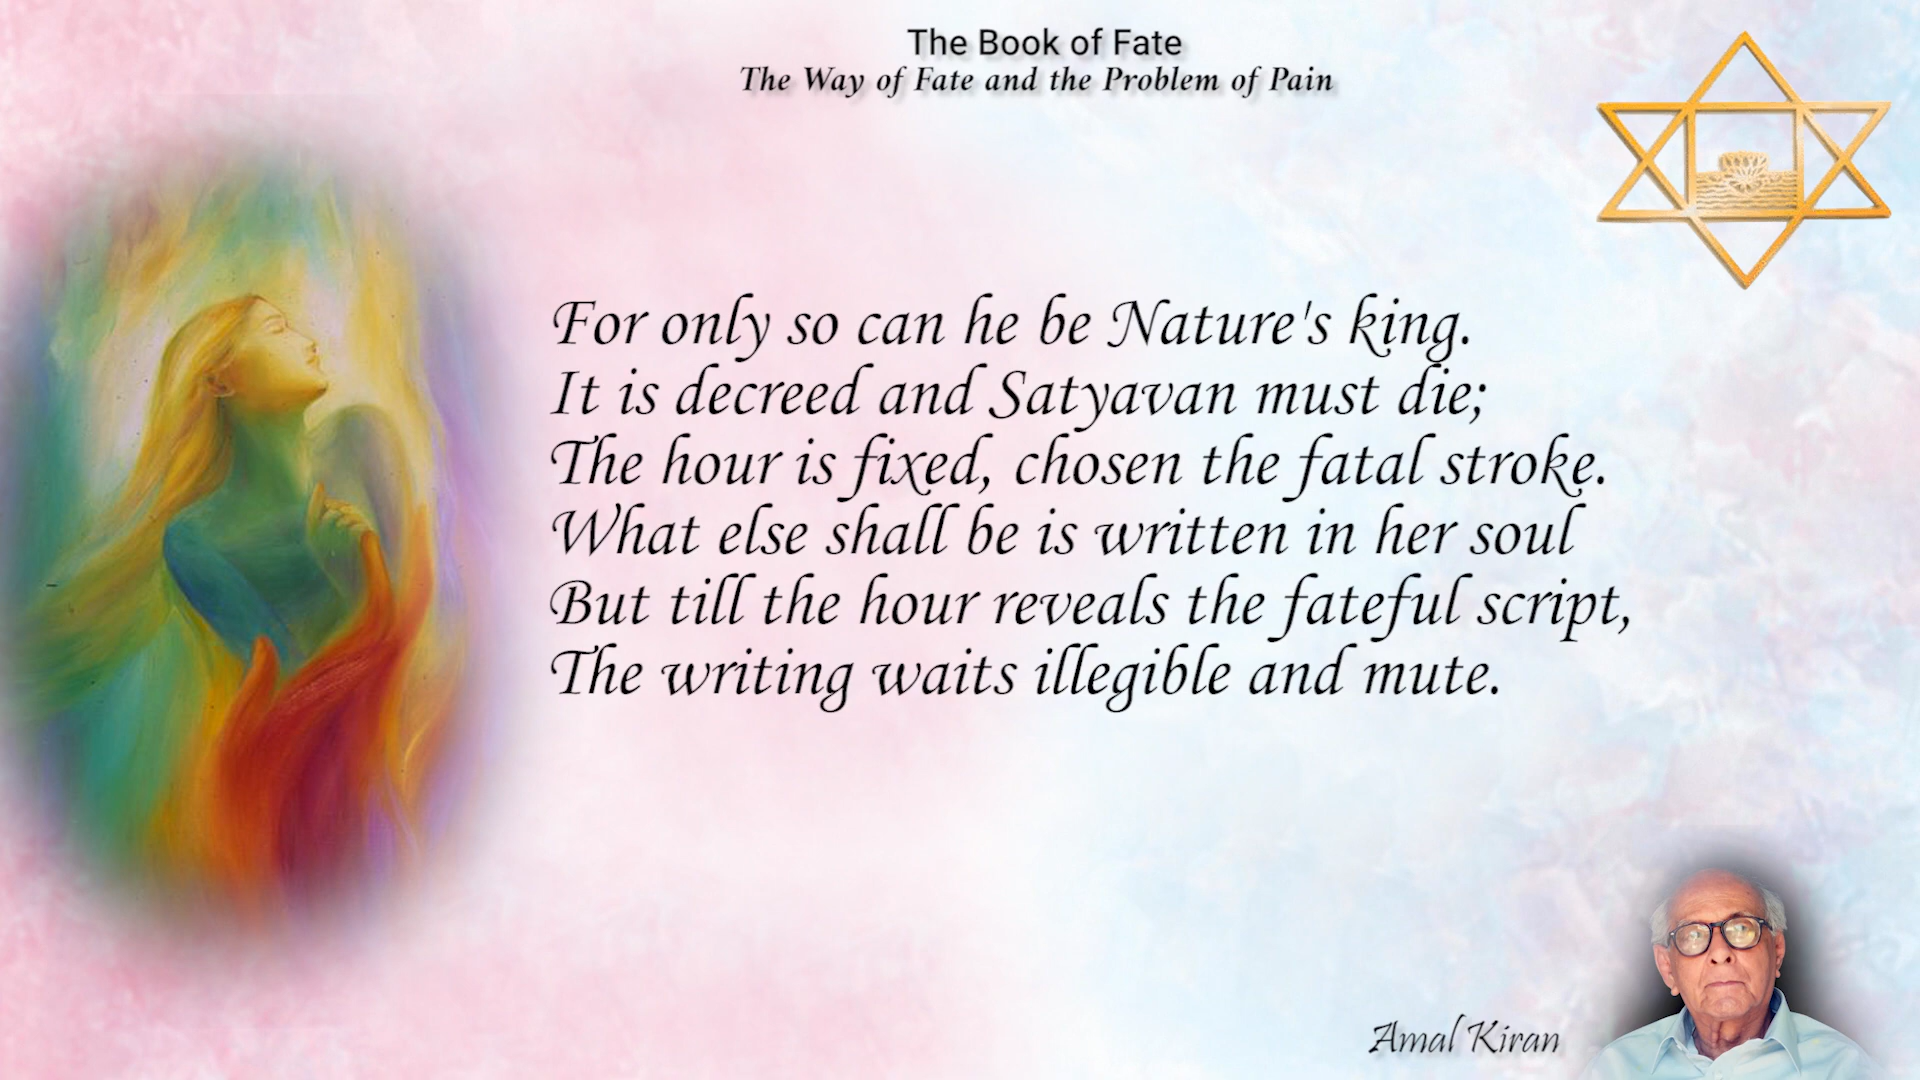 The Book of Fate
The Way of Fate and the Problem of Pain
For only so can he be Nature's king.
It is decreed and Satyavan must die;
The hour is fixed, chosen the fatal stroke.
What else shall be is written in her soul
But till the hour reveals the fateful script,
The writing waits illegible and mute.
Amal Kiran